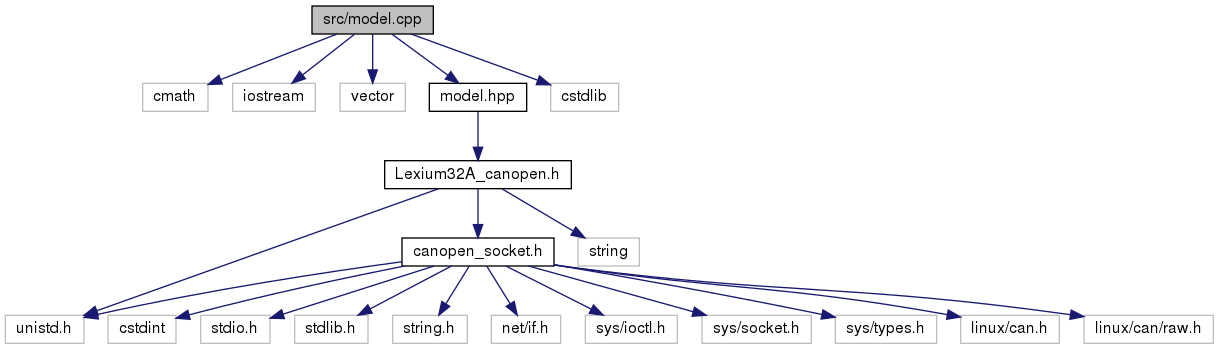 src/model.cpp
cmath
iostream
vector
model.hpp
cstdlib
Lexium32A_canopen.h
canopen_socket.h
string
unistd.h
cstdint
stdio.h
stdlib.h
string.h
net/if.h
sys/ioctl.h
sys/socket.h
sys/types.h
linux/can.h
linux/can/raw.h